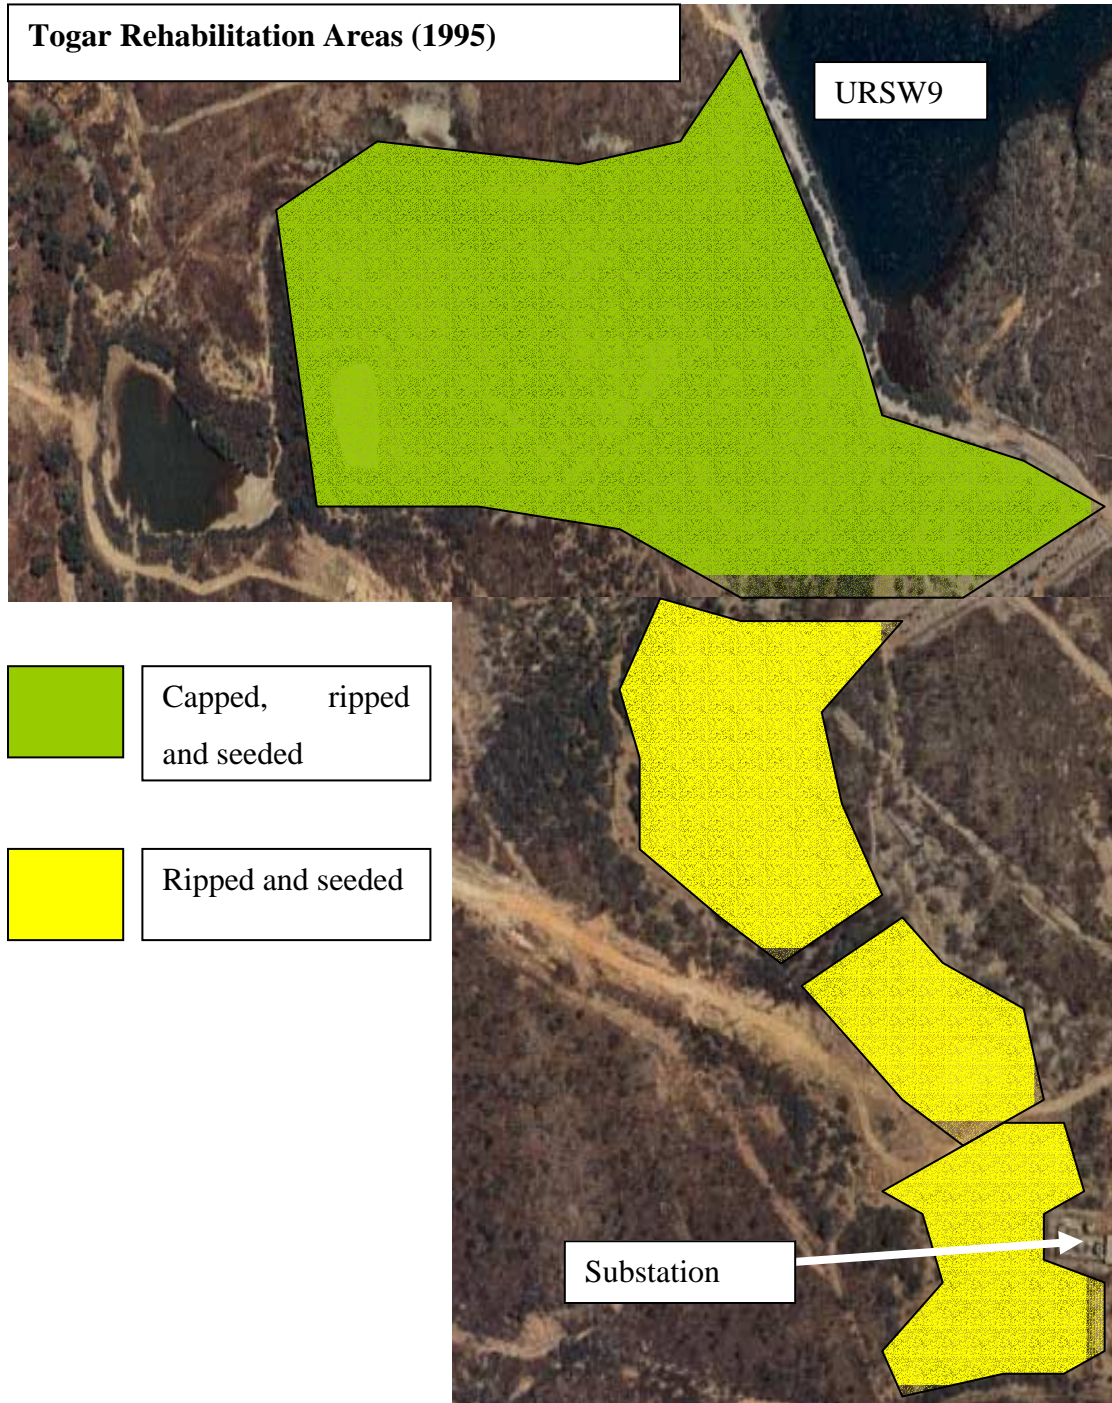 Togar Rehabilitation Areas (1995)
URSW9
Capped, ripped
and seeded
Ripped and seeded
Substation